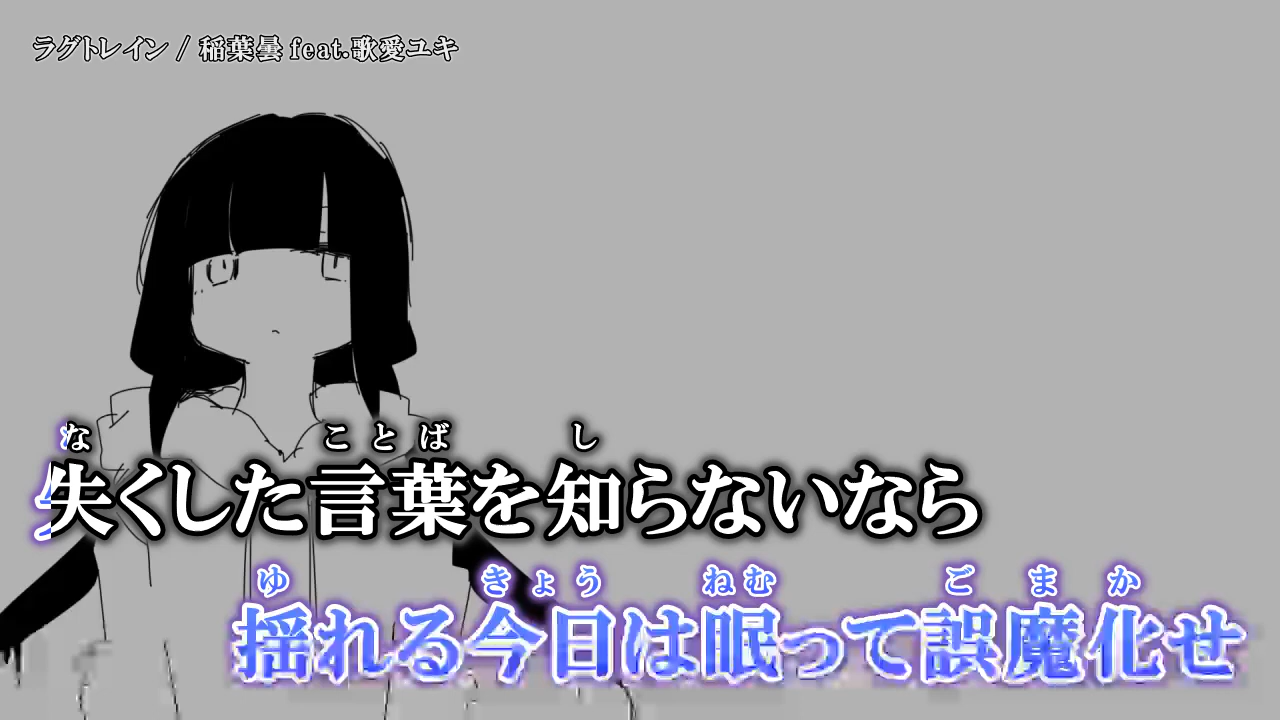 ラグトレイン / 稲葉曇 feat.歌愛ユキ
な ことば し
失くした言葉を知らないなら
ゆ きょう ねむ ごまか
揺れる今日は眠って誤魔化せ